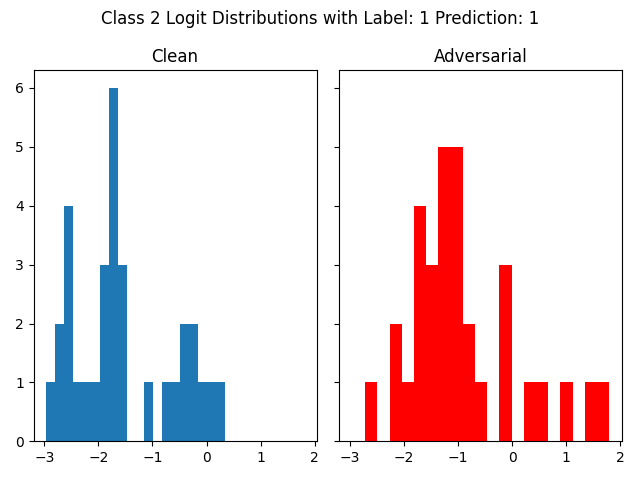 Class 2 Logit Distributions with Label: 1 Prediction: 1
Clean
Adversarial
6
5
4
3
2
1
0
−3 −2 −1 0 1 2
−3 −2 −1 0 1 2